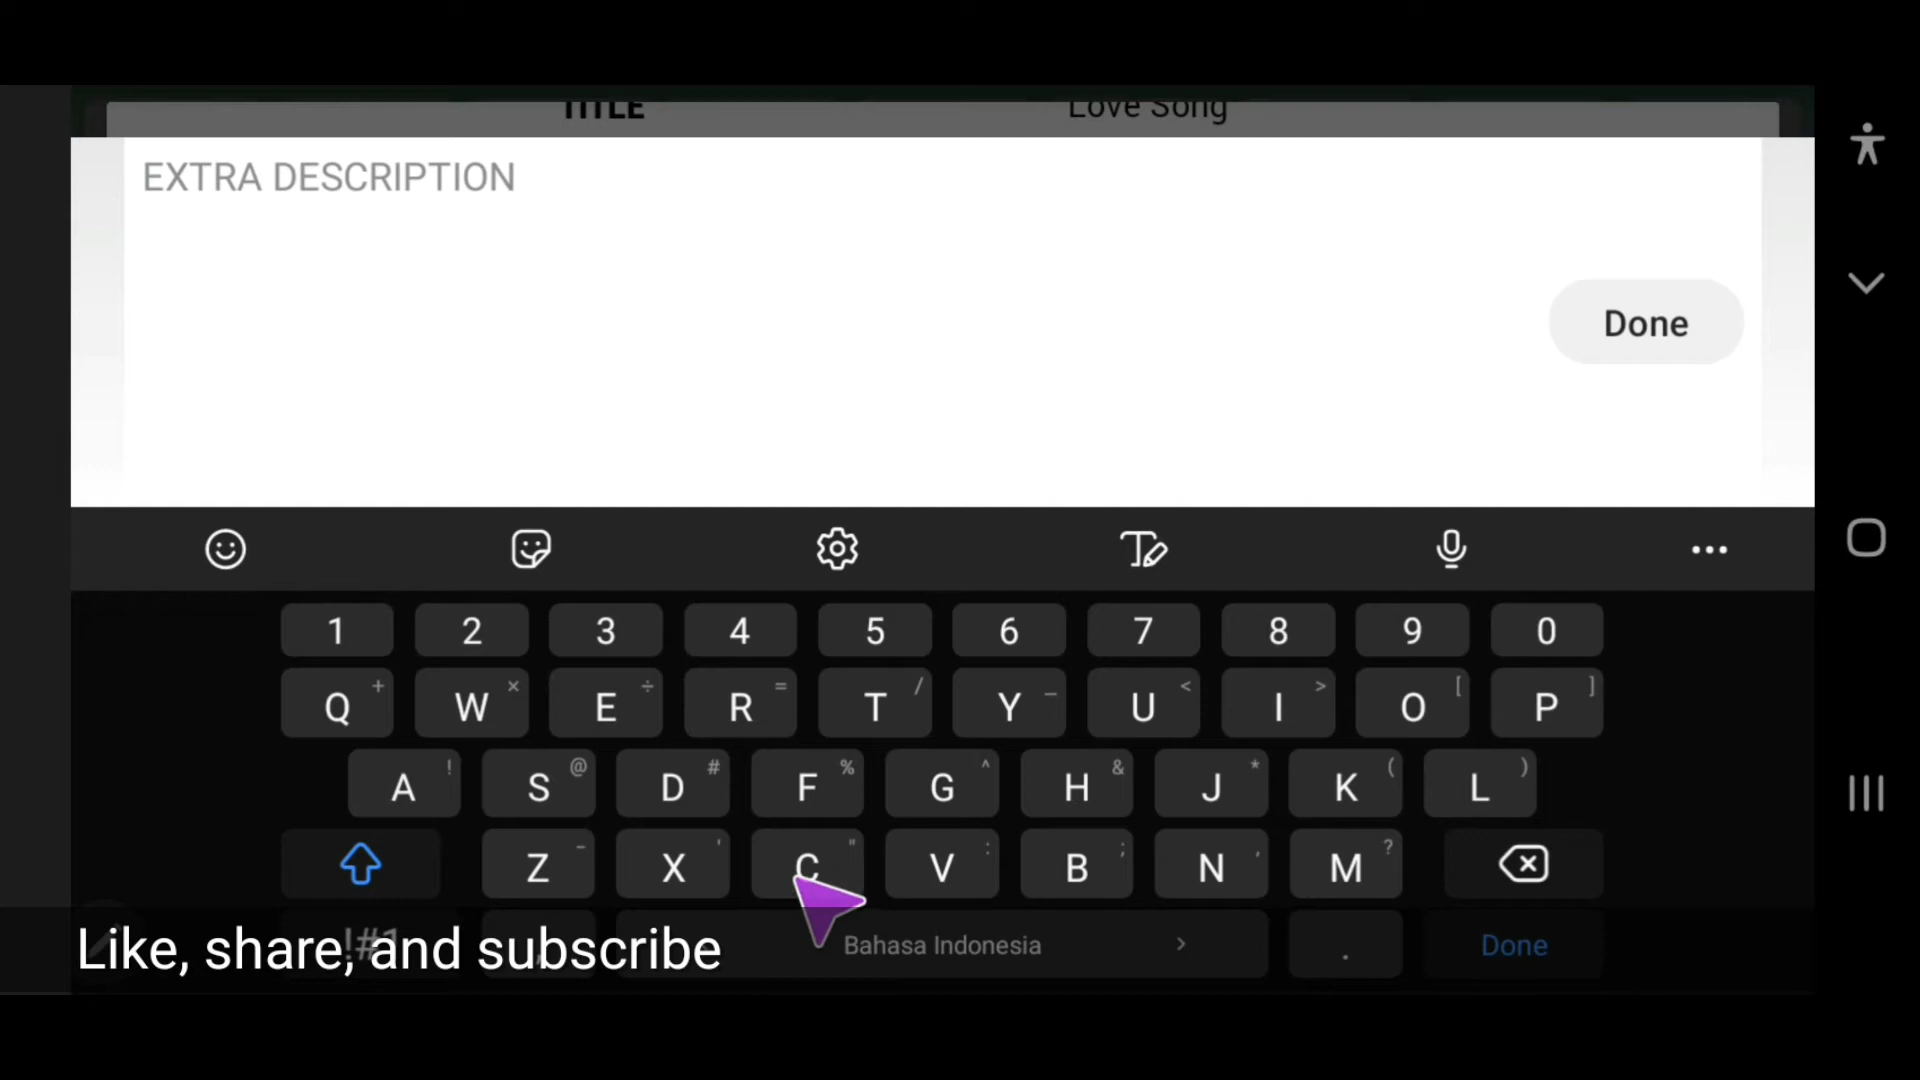 TITLE Love Song
EXTRA DESCRIPTION
Done
1 2 3 4 5 6 7 8 9 0
Q + W × E ÷ R = T / Y _ U < I > O [ P ]
A ! S @ D # F % G ^ H & J * K ( L )
Z - X ' C " V : B ; N , M ?
!#1 , Bahasa Indonesia > . Done
Like, share, and subscribe